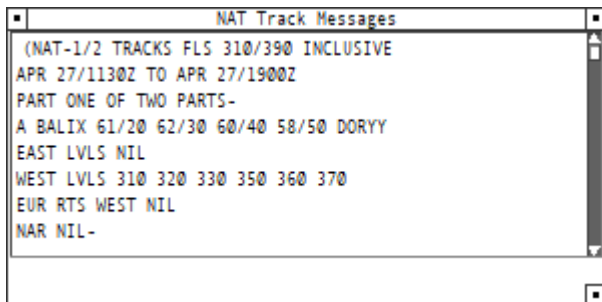 NAT Track Messages
(NAT-1/2 TRACKS FLS 310/390 INCLUSIVE
APR 27/1130Z TO APR 27/1900Z
PART ONE OF TWO PARTS-
A BALIX 61/20 62/30 60/40 58/50 DORYY
EAST LVLS NIL
WEST LVLS 310 320 330 350 360 370
EUR RTS WEST NIL
NAR NIL-